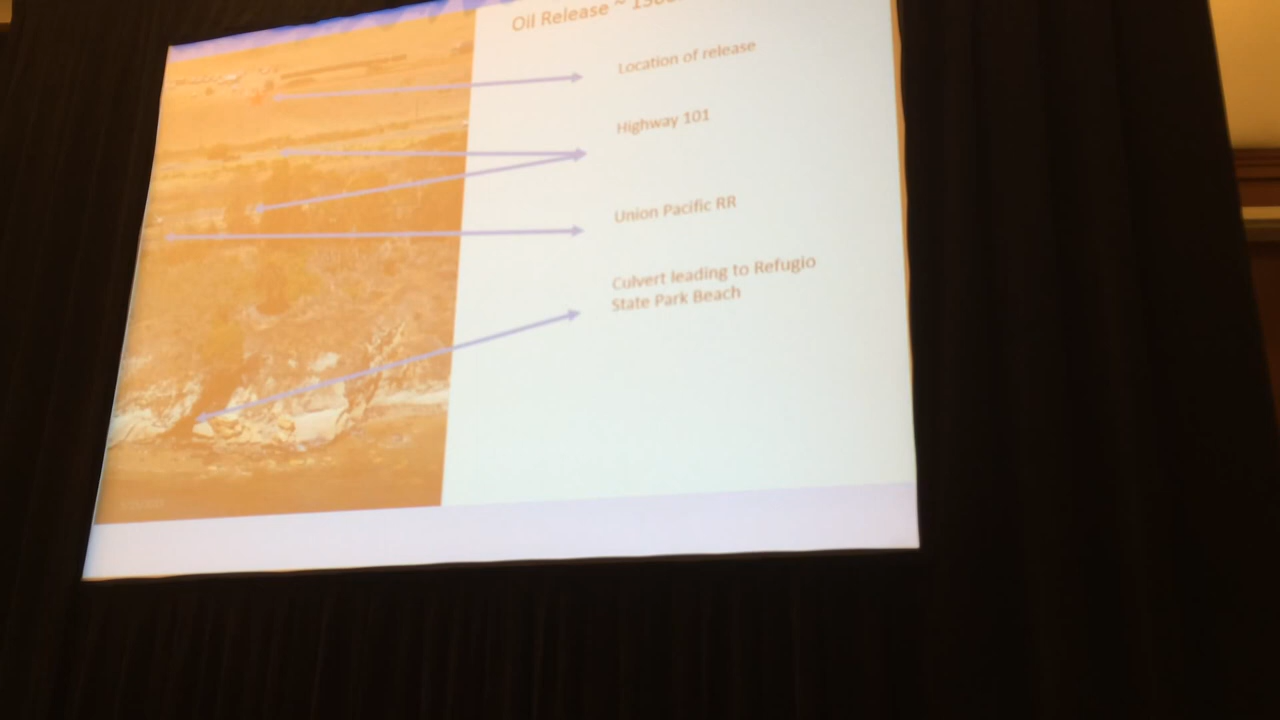 Oil Release ~
Location of release
Highway 101
Union Pacific RR
Culvert leading to Refugio
State Park Beach